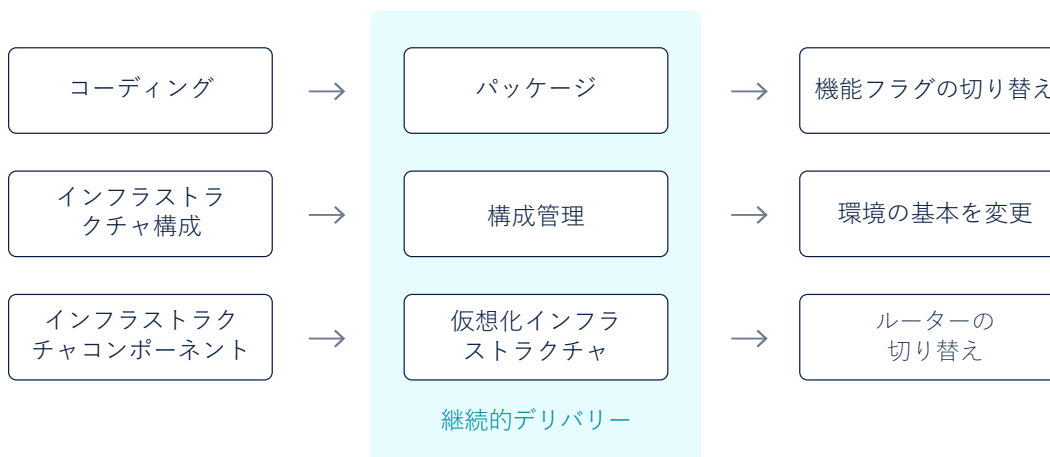 コーディング
パッケージ
機能フラグの切り替え
インフラストラ
クチャ構成
構成管理
環境の基本を変更
インフラストラク
チャコンポーネント
仮想化インフラ
ストラクチャ
ルーターの
切り替え
継続的デリバリー